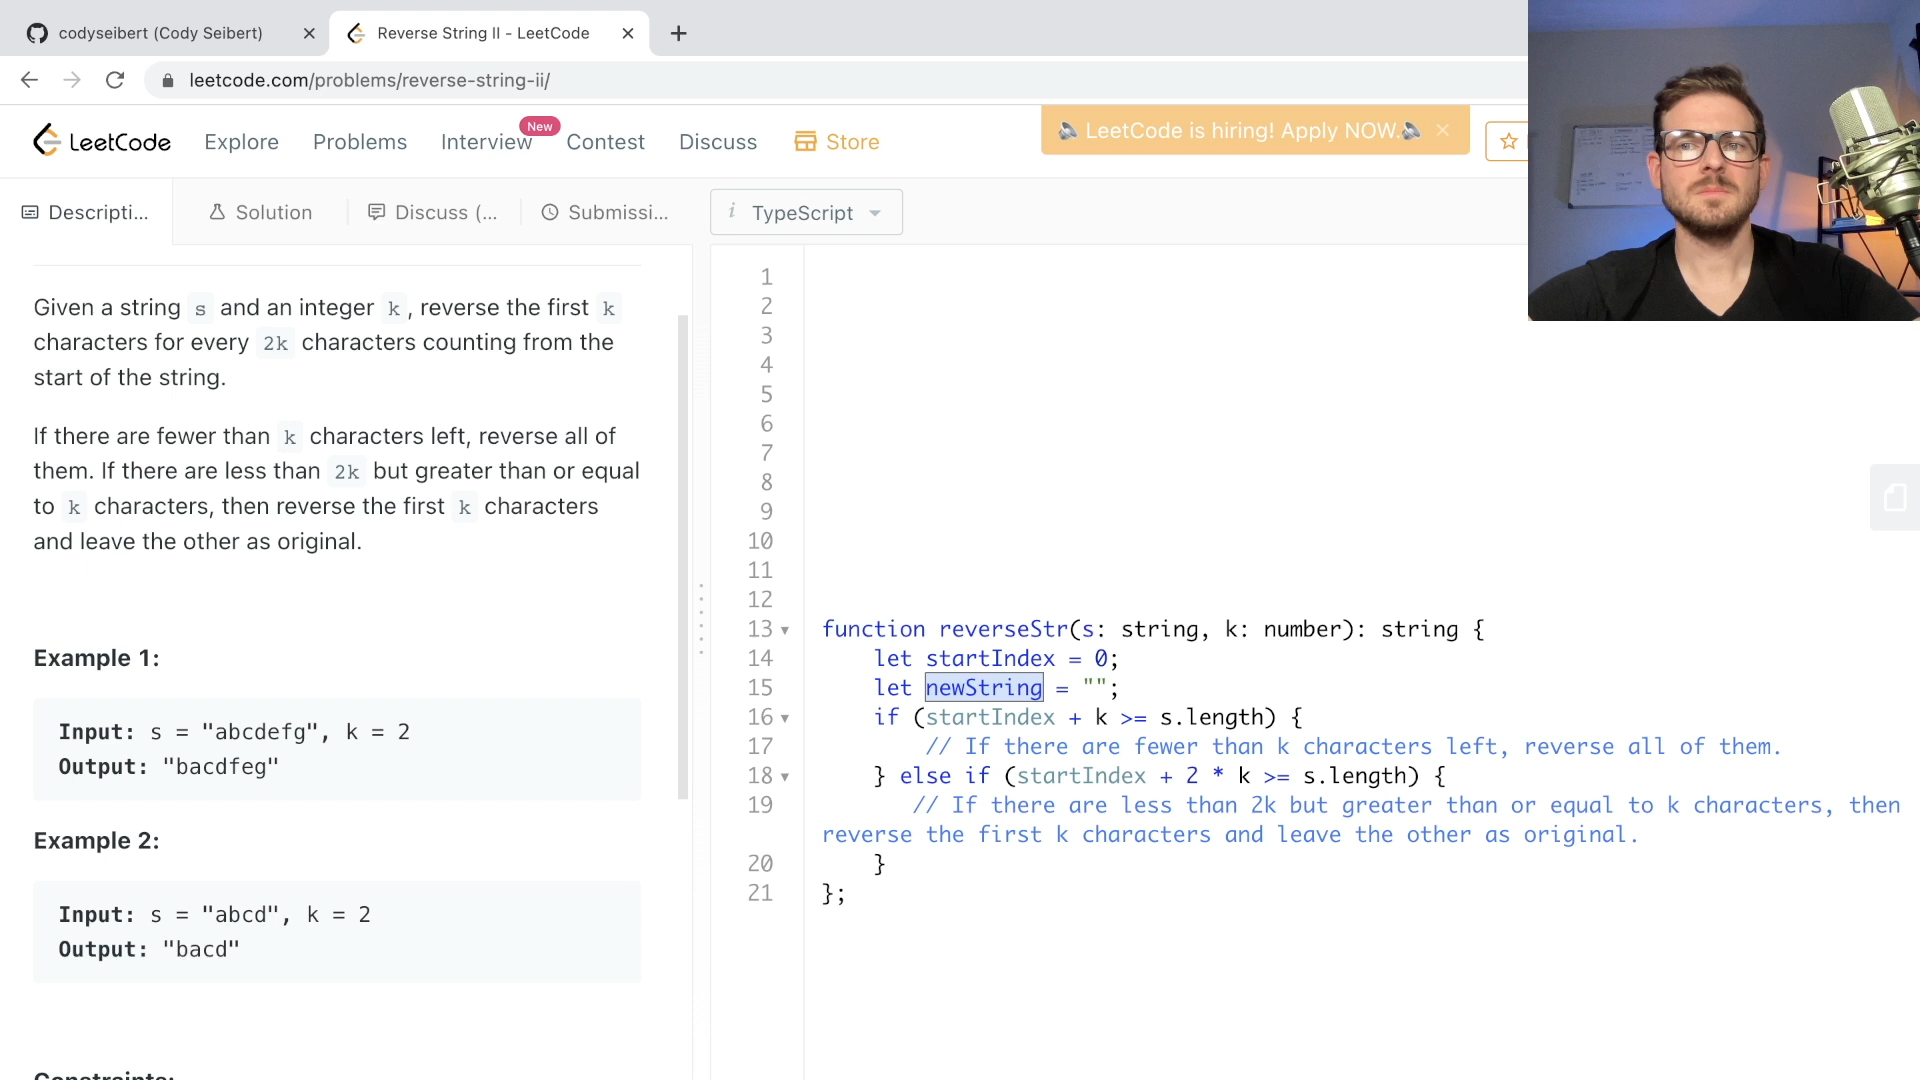 codyseibert (Cody Seibert)
Reverse String II - LeetCode
leetcode.com/problems/reverse-string-ii/
LeetCode
Explore
Problems
Interview
New
Contest
Discuss
Store
LeetCode is hiring! Apply NOW.
Descripti...
Solution
Discuss (...
Submissi...
i TypeScript
Given a string s and an integer k, reverse the first k
characters for every 2k characters counting from the
start of the string.
If there are fewer than k characters left, reverse all of
them. If there are less than 2k but greater than or equal
to k characters, then reverse the first k characters
and leave the other as original.
Example 1:
Input: s = "abcdefg", k = 2
Output: "bacdfeg"
Example 2:
Input: s = "abcd", k = 2
Output: "bacd"
Constraints:
1
2
3
4
5
6
7
8
9
10
11
12
13 function reverseStr(s: string, k: number): string {
14 let startIndex = 0;
15 let newString = "";
16 if (startIndex + k >= s.length) {
17 // If there are fewer than k characters left, reverse all of them.
18 } else if (startIndex + 2 * k >= s.length) {
19 // If there are less than 2k but greater than or equal to k characters, then
reverse the first k characters and leave the other as original.
20 }
21 };